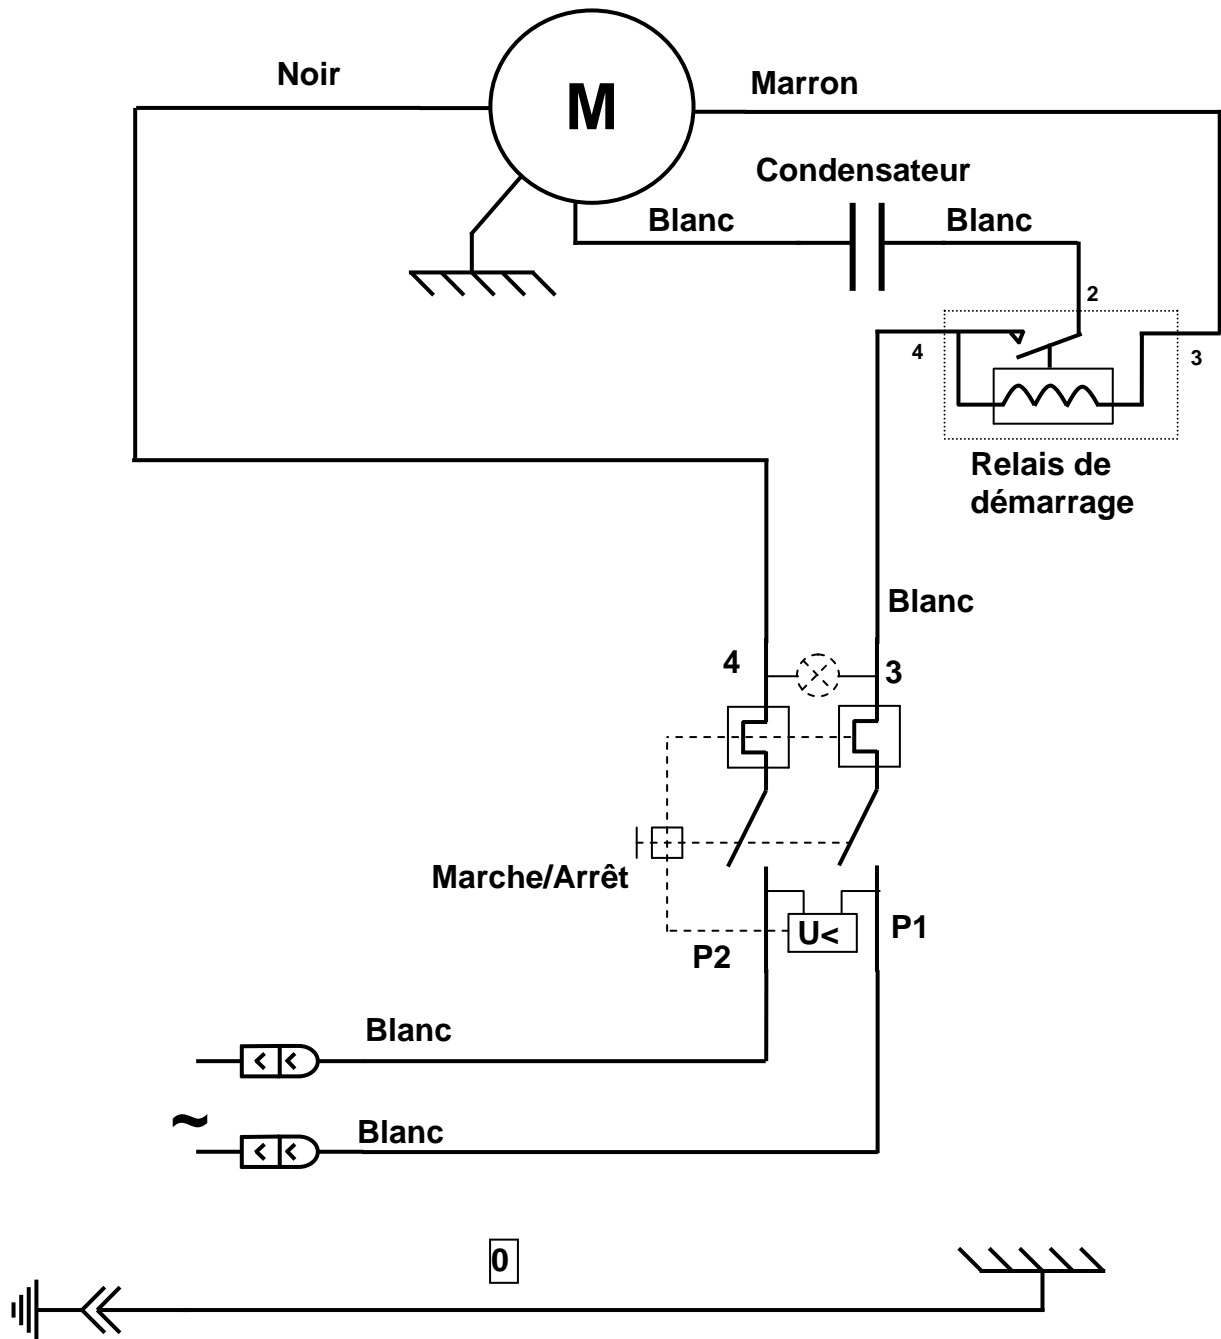 Noir
M
Marron
Condensateur
Blanc
Blanc
2
4
3
Relais de
démarrage
Blanc
4
3
Marche/Arrêt
U<
P1
P2
Blanc
~
Blanc
0